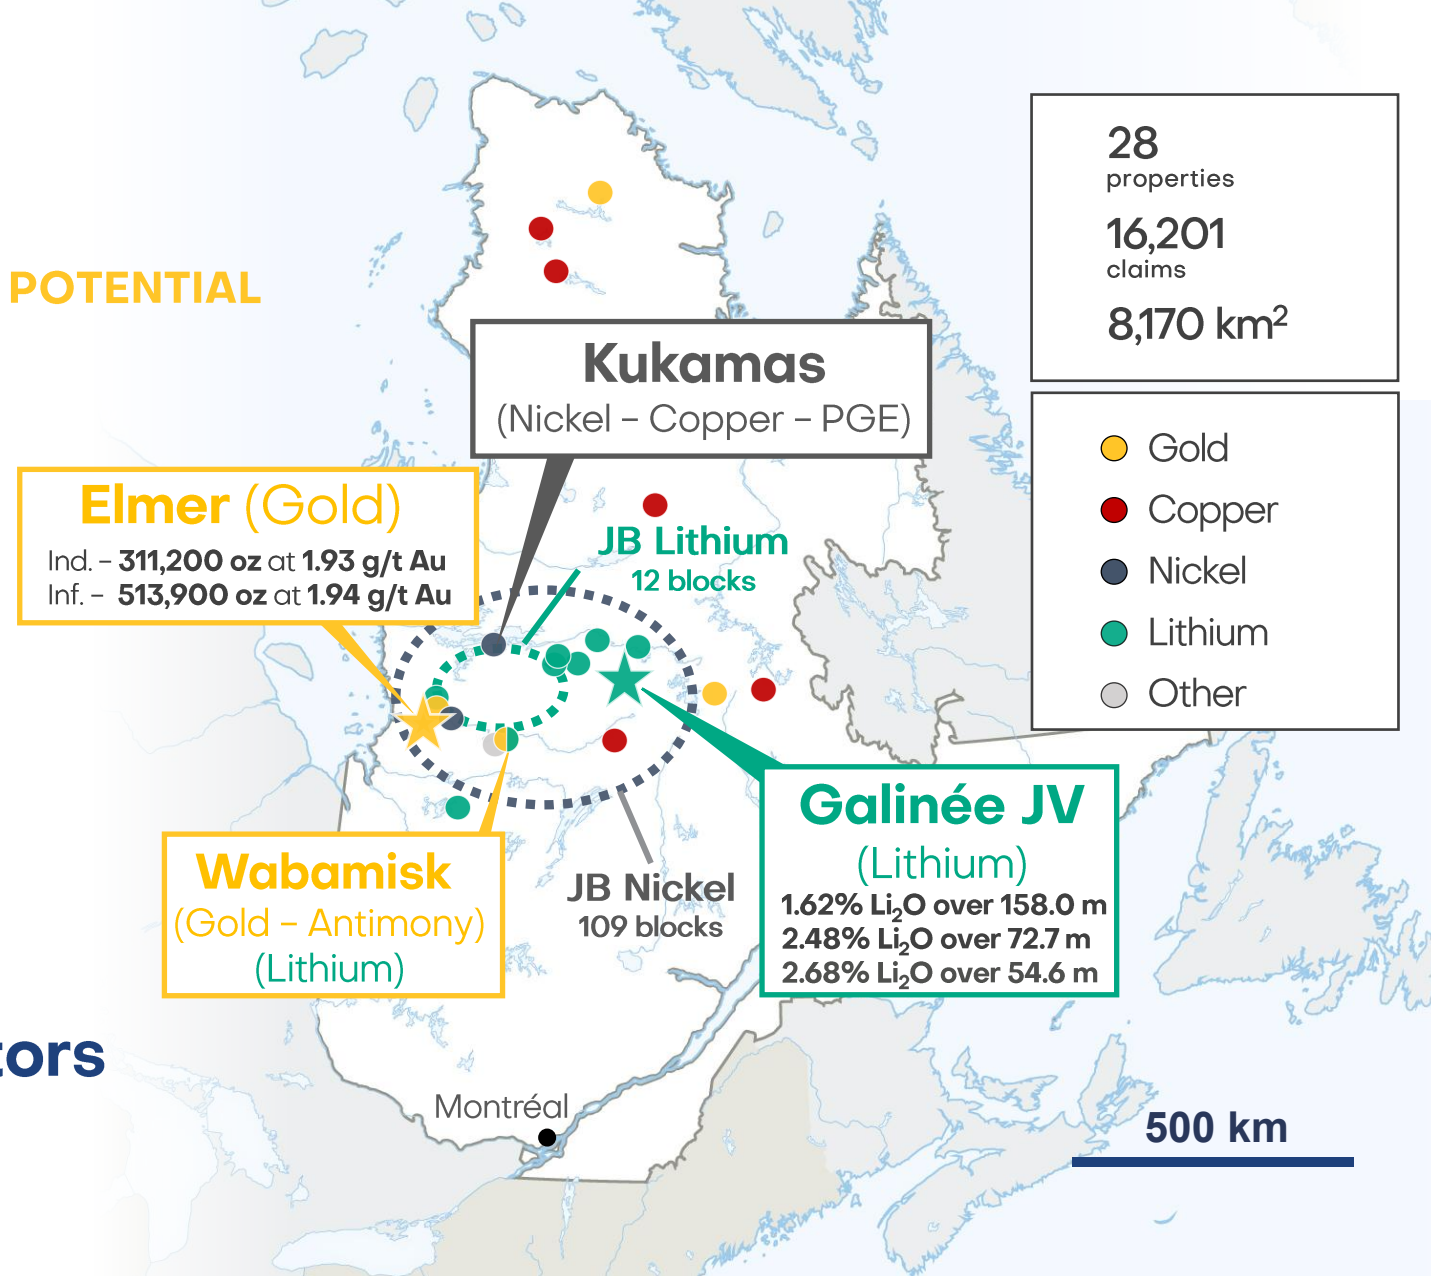 28
properties
16,201
claims
8,170 km²
POTENTIAL
Kukamas
(Nickel – Copper – PGE)
Gold
Copper
Nickel
Lithium
Other
Elmer (Gold)
Ind. – 311,200 oz at 1.93 g/t Au
Inf. – 513,900 oz at 1.94 g/t Au
JB Lithium
12 blocks
Galinée JV
(Lithium)
1.62% Li₂O over 158.0 m
2.48% Li₂O over 72.7 m
2.68% Li₂O over 54.6 m
Wabamisk
(Gold – Antimony)
(Lithium)
JB Nickel
109 blocks
tors
Montréal
500 km